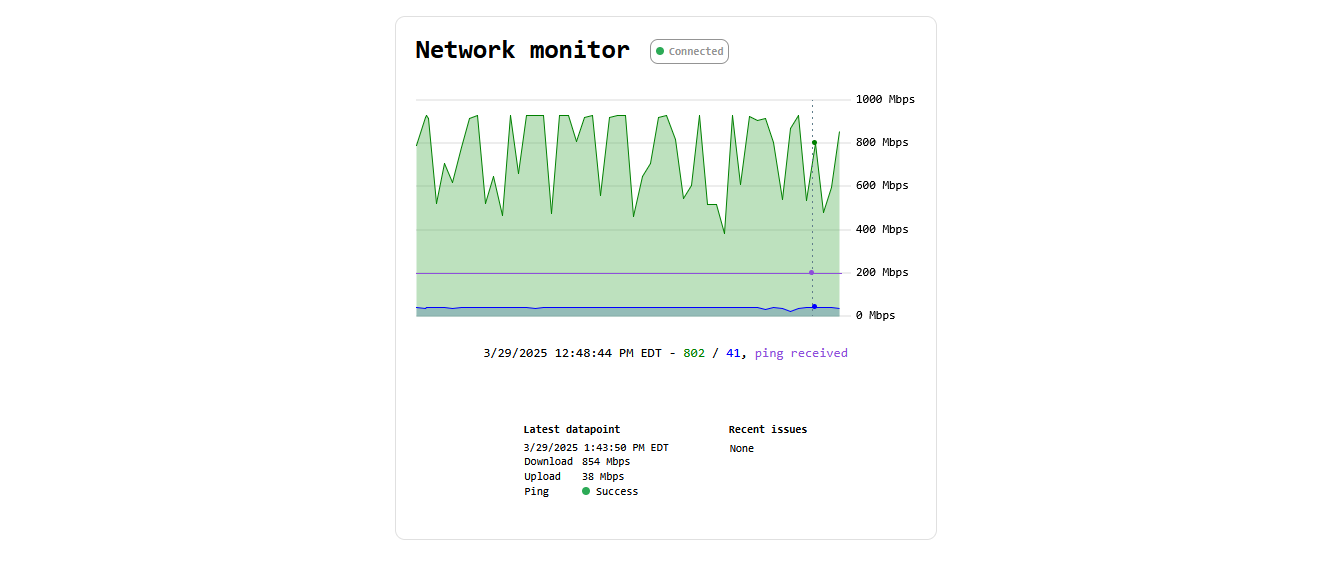 Network monitor
Connected
1000 Mbps
800 Mbps
600 Mbps
400 Mbps
200 Mbps
0 Mbps
3/29/2025 12:48:44 PM EDT - 802 / 41, ping received
Latest datapoint
3/29/2025 1:43:50 PM EDT
Download 854 Mbps
Upload 38 Mbps
Ping Success
Recent issues
None